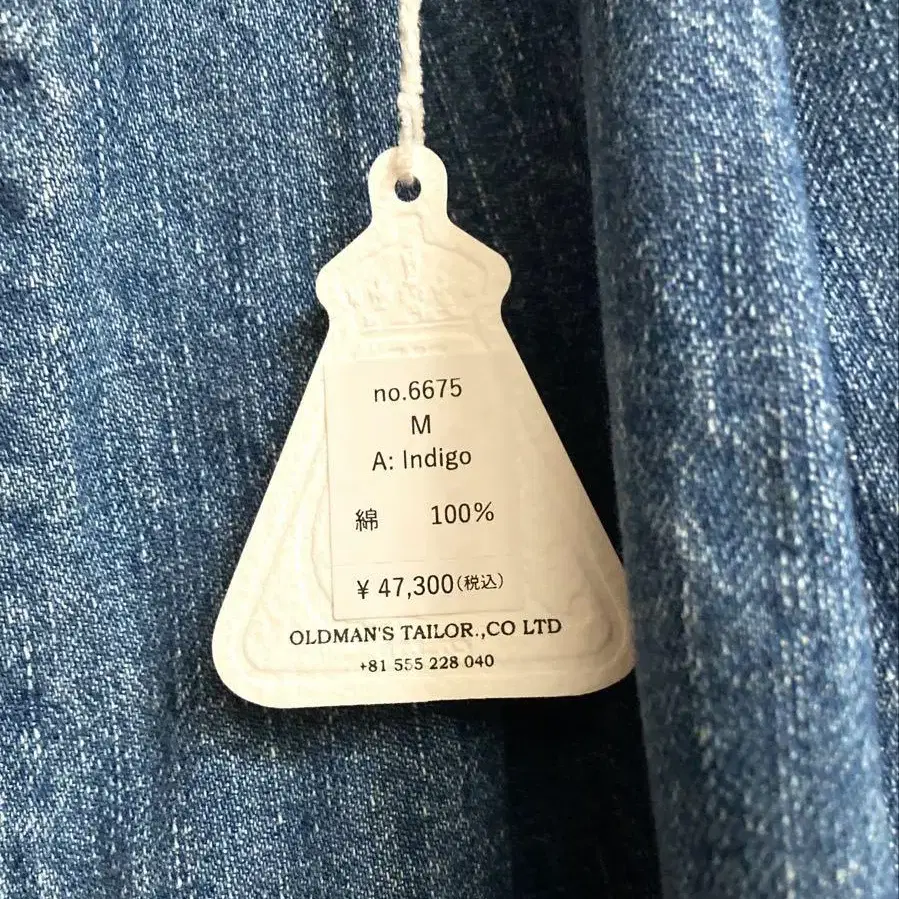 no.6675
M
A: Indigo
綿 100%
¥ 47,300(税込)
OLDMAN'S TAILOR.,CO LTD
+81 555 228 040